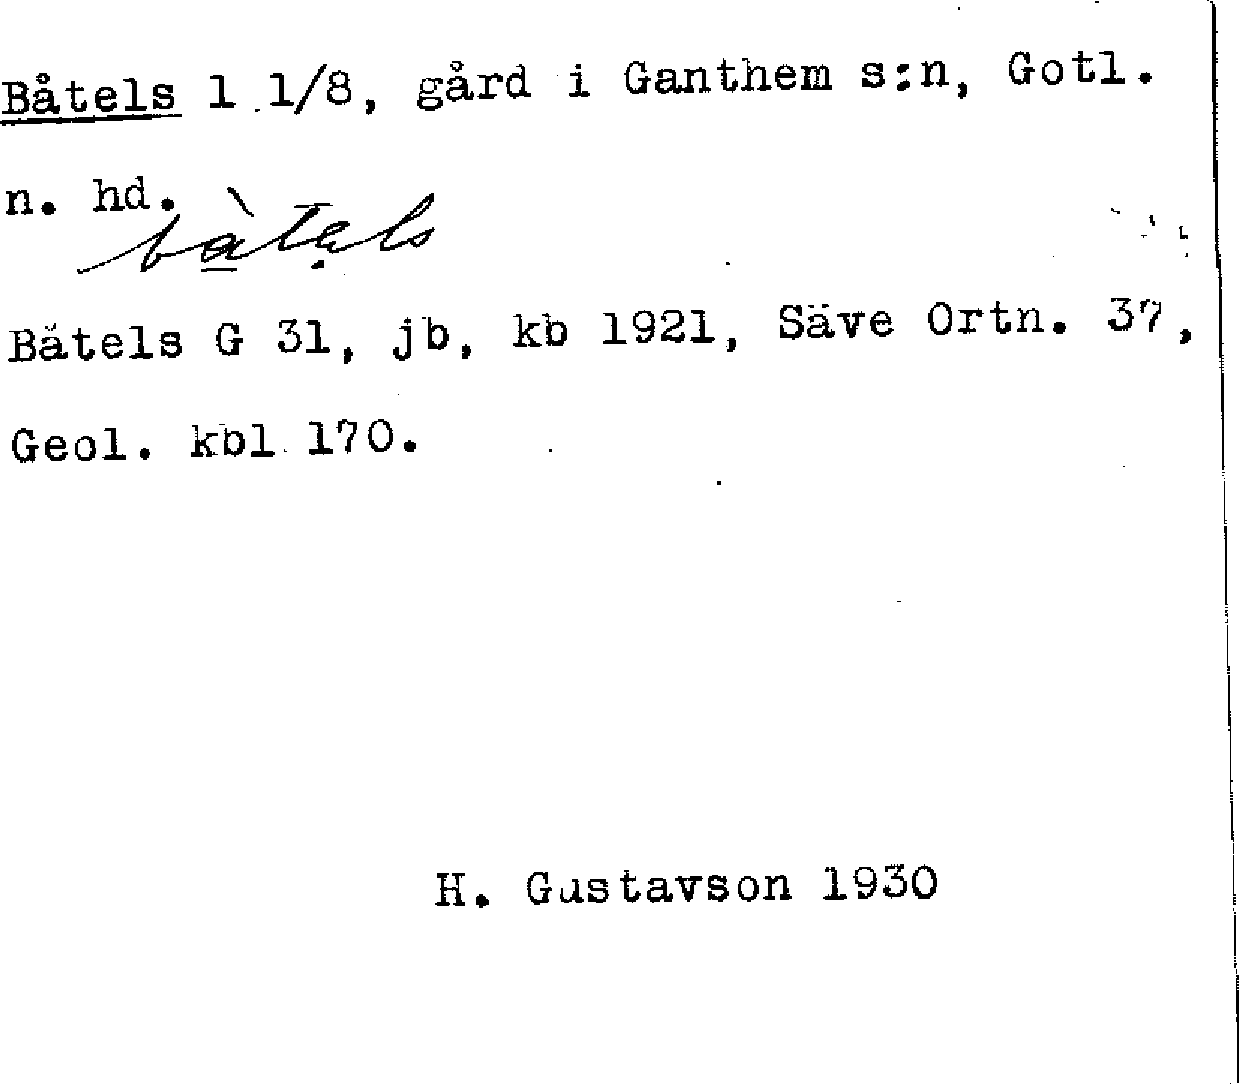 Båtels 1 1/8, gård i Ganthem s:n, Gotl.
n. hd.
bàtels
Båtels G 31, jb, kb 1921, Säve Ortn. 37,
Geol. kbl 170.
H. Gustavson 1930